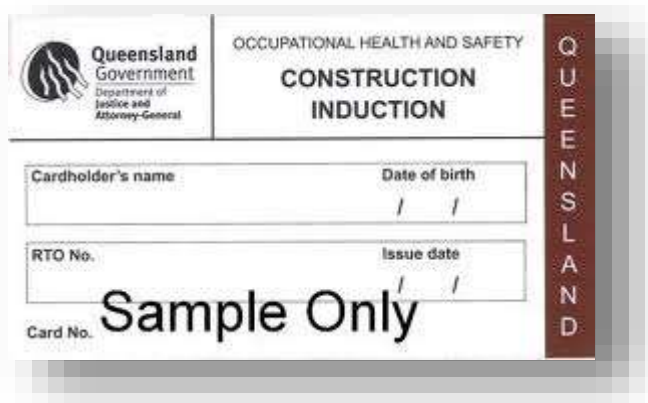 Queensland
Government
Department of
Justice and
Attorney-General
OCCUPATIONAL HEALTH AND SAFETY
CONSTRUCTION
INDUCTION
Cardholder's name Date of birth
/ /
RTO No. Issue date
/ /
Card No. Sample Only
QUEENSLAND